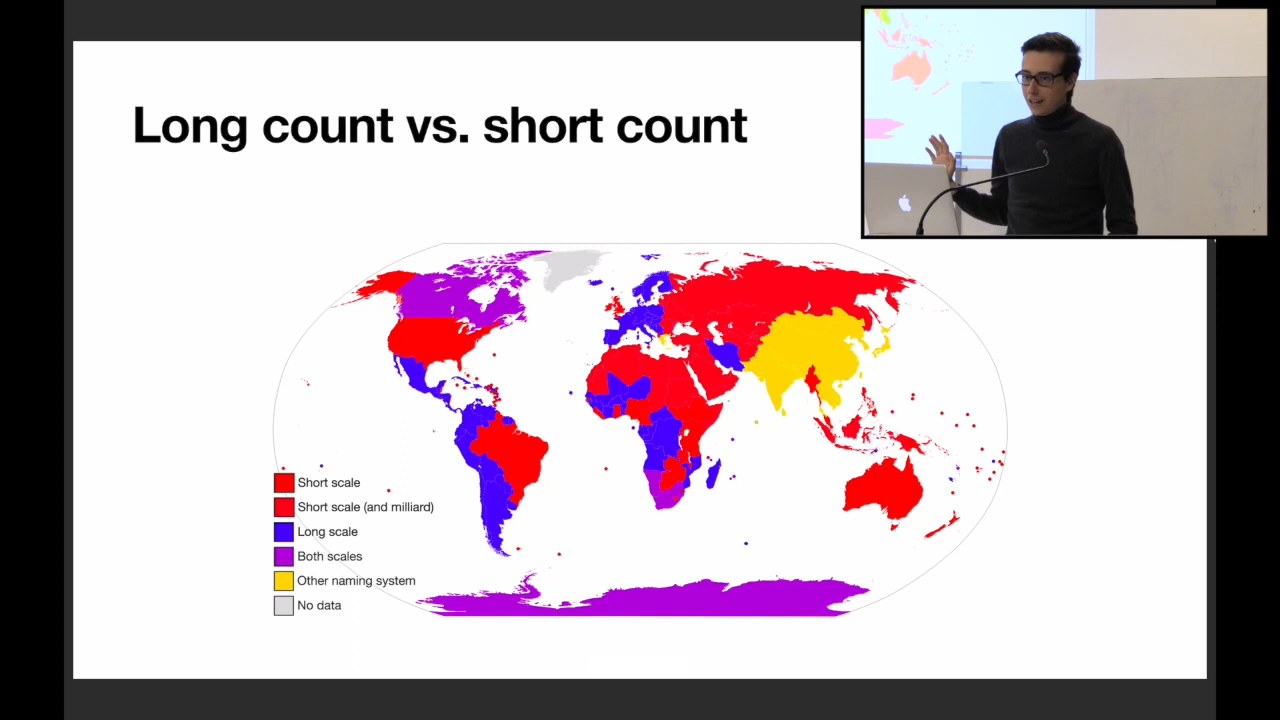 Long count vs. short count
Short scale
Short scale (and milliard)
Long scale
Both scales
Other naming system
No data